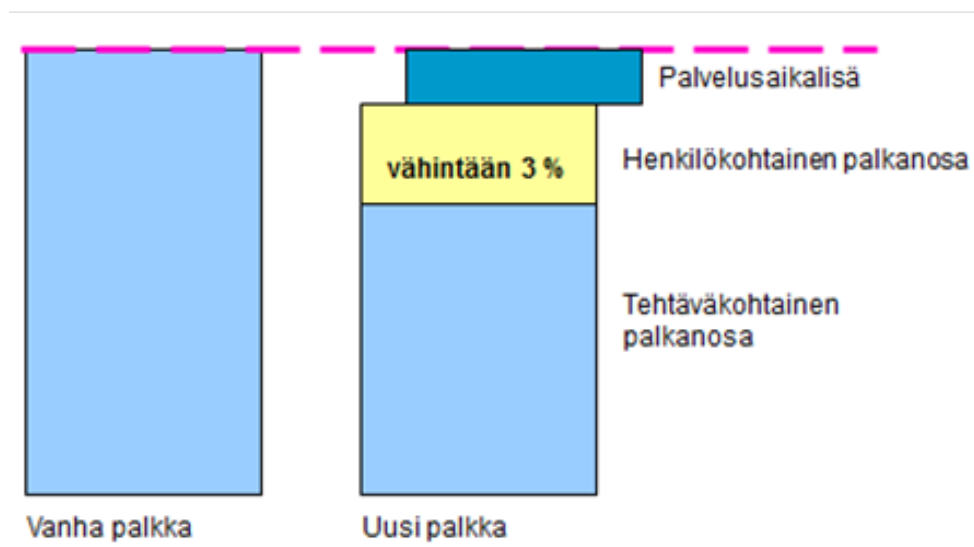 Palvelusaikalisä
vähintään 3 %
Henkilökohtainen palkanosa
Tehtäväkohtainen
palkanosa
Vanha palkka
Uusi palkka